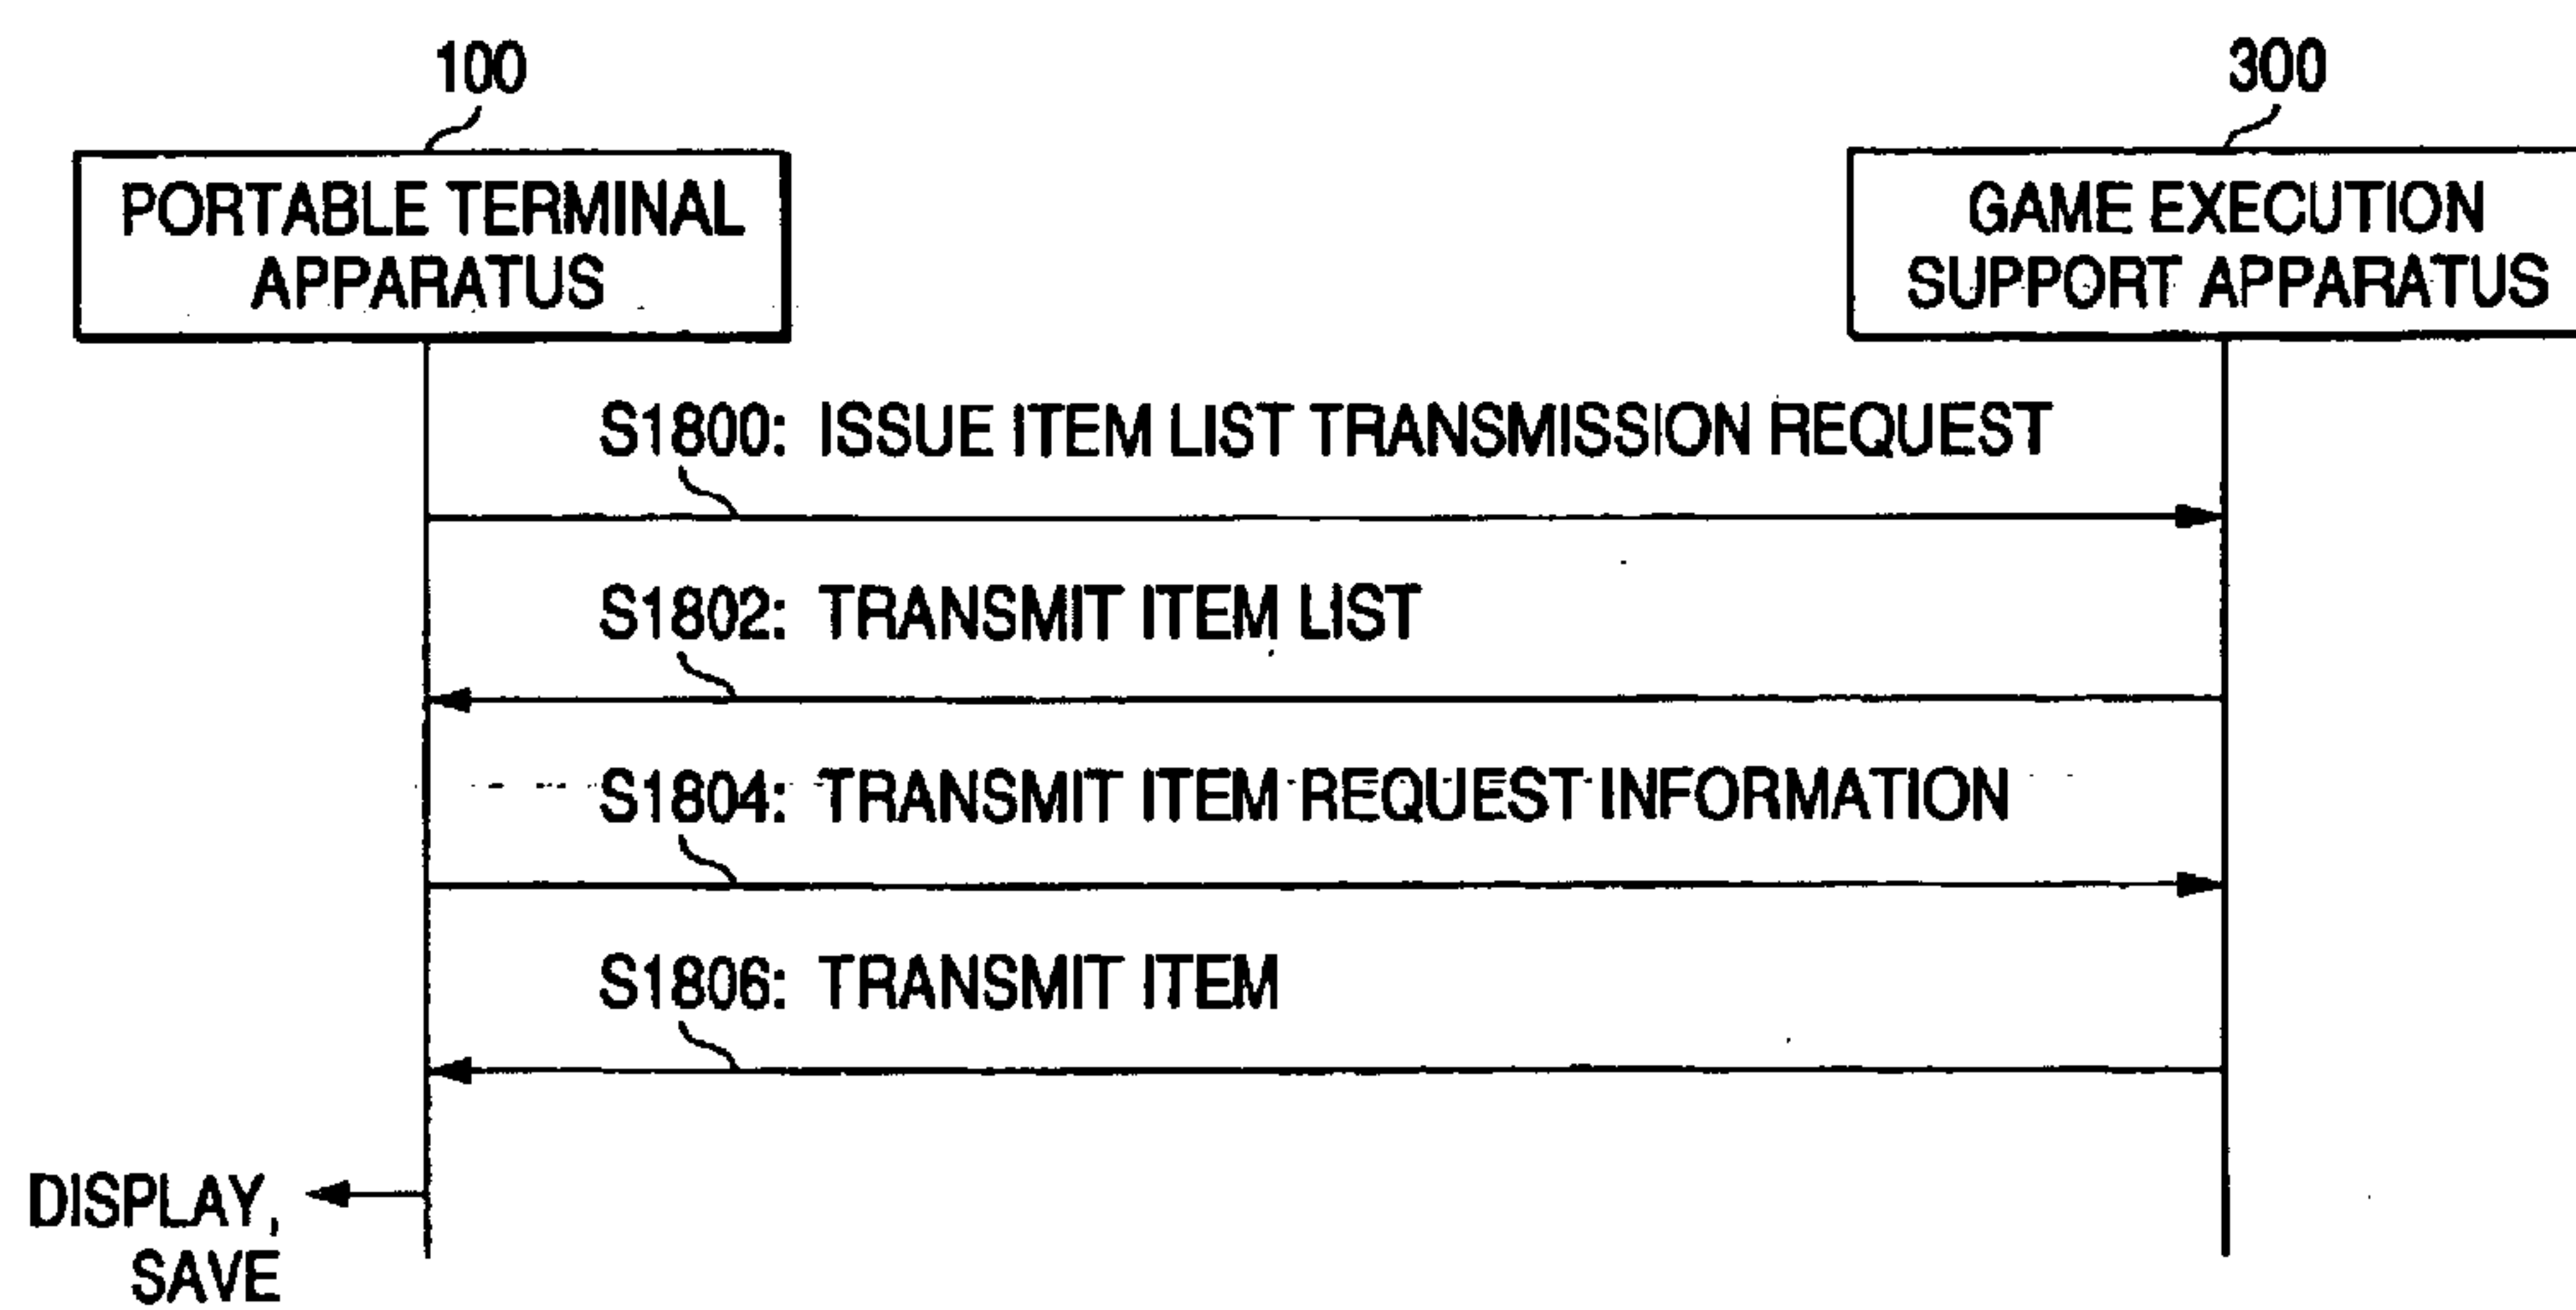 100
300
PORTABLE TERMINAL
APPARATUS
GAME EXECUTION
SUPPORT APPARATUS
S1800: ISSUE ITEM LIST TRANSMISSION REQUEST
S1802: TRANSMIT ITEM LIST
S1804: TRANSMIT ITEM REQUEST INFORMATION
S1806: TRANSMIT ITEM
DISPLAY,
SAVE